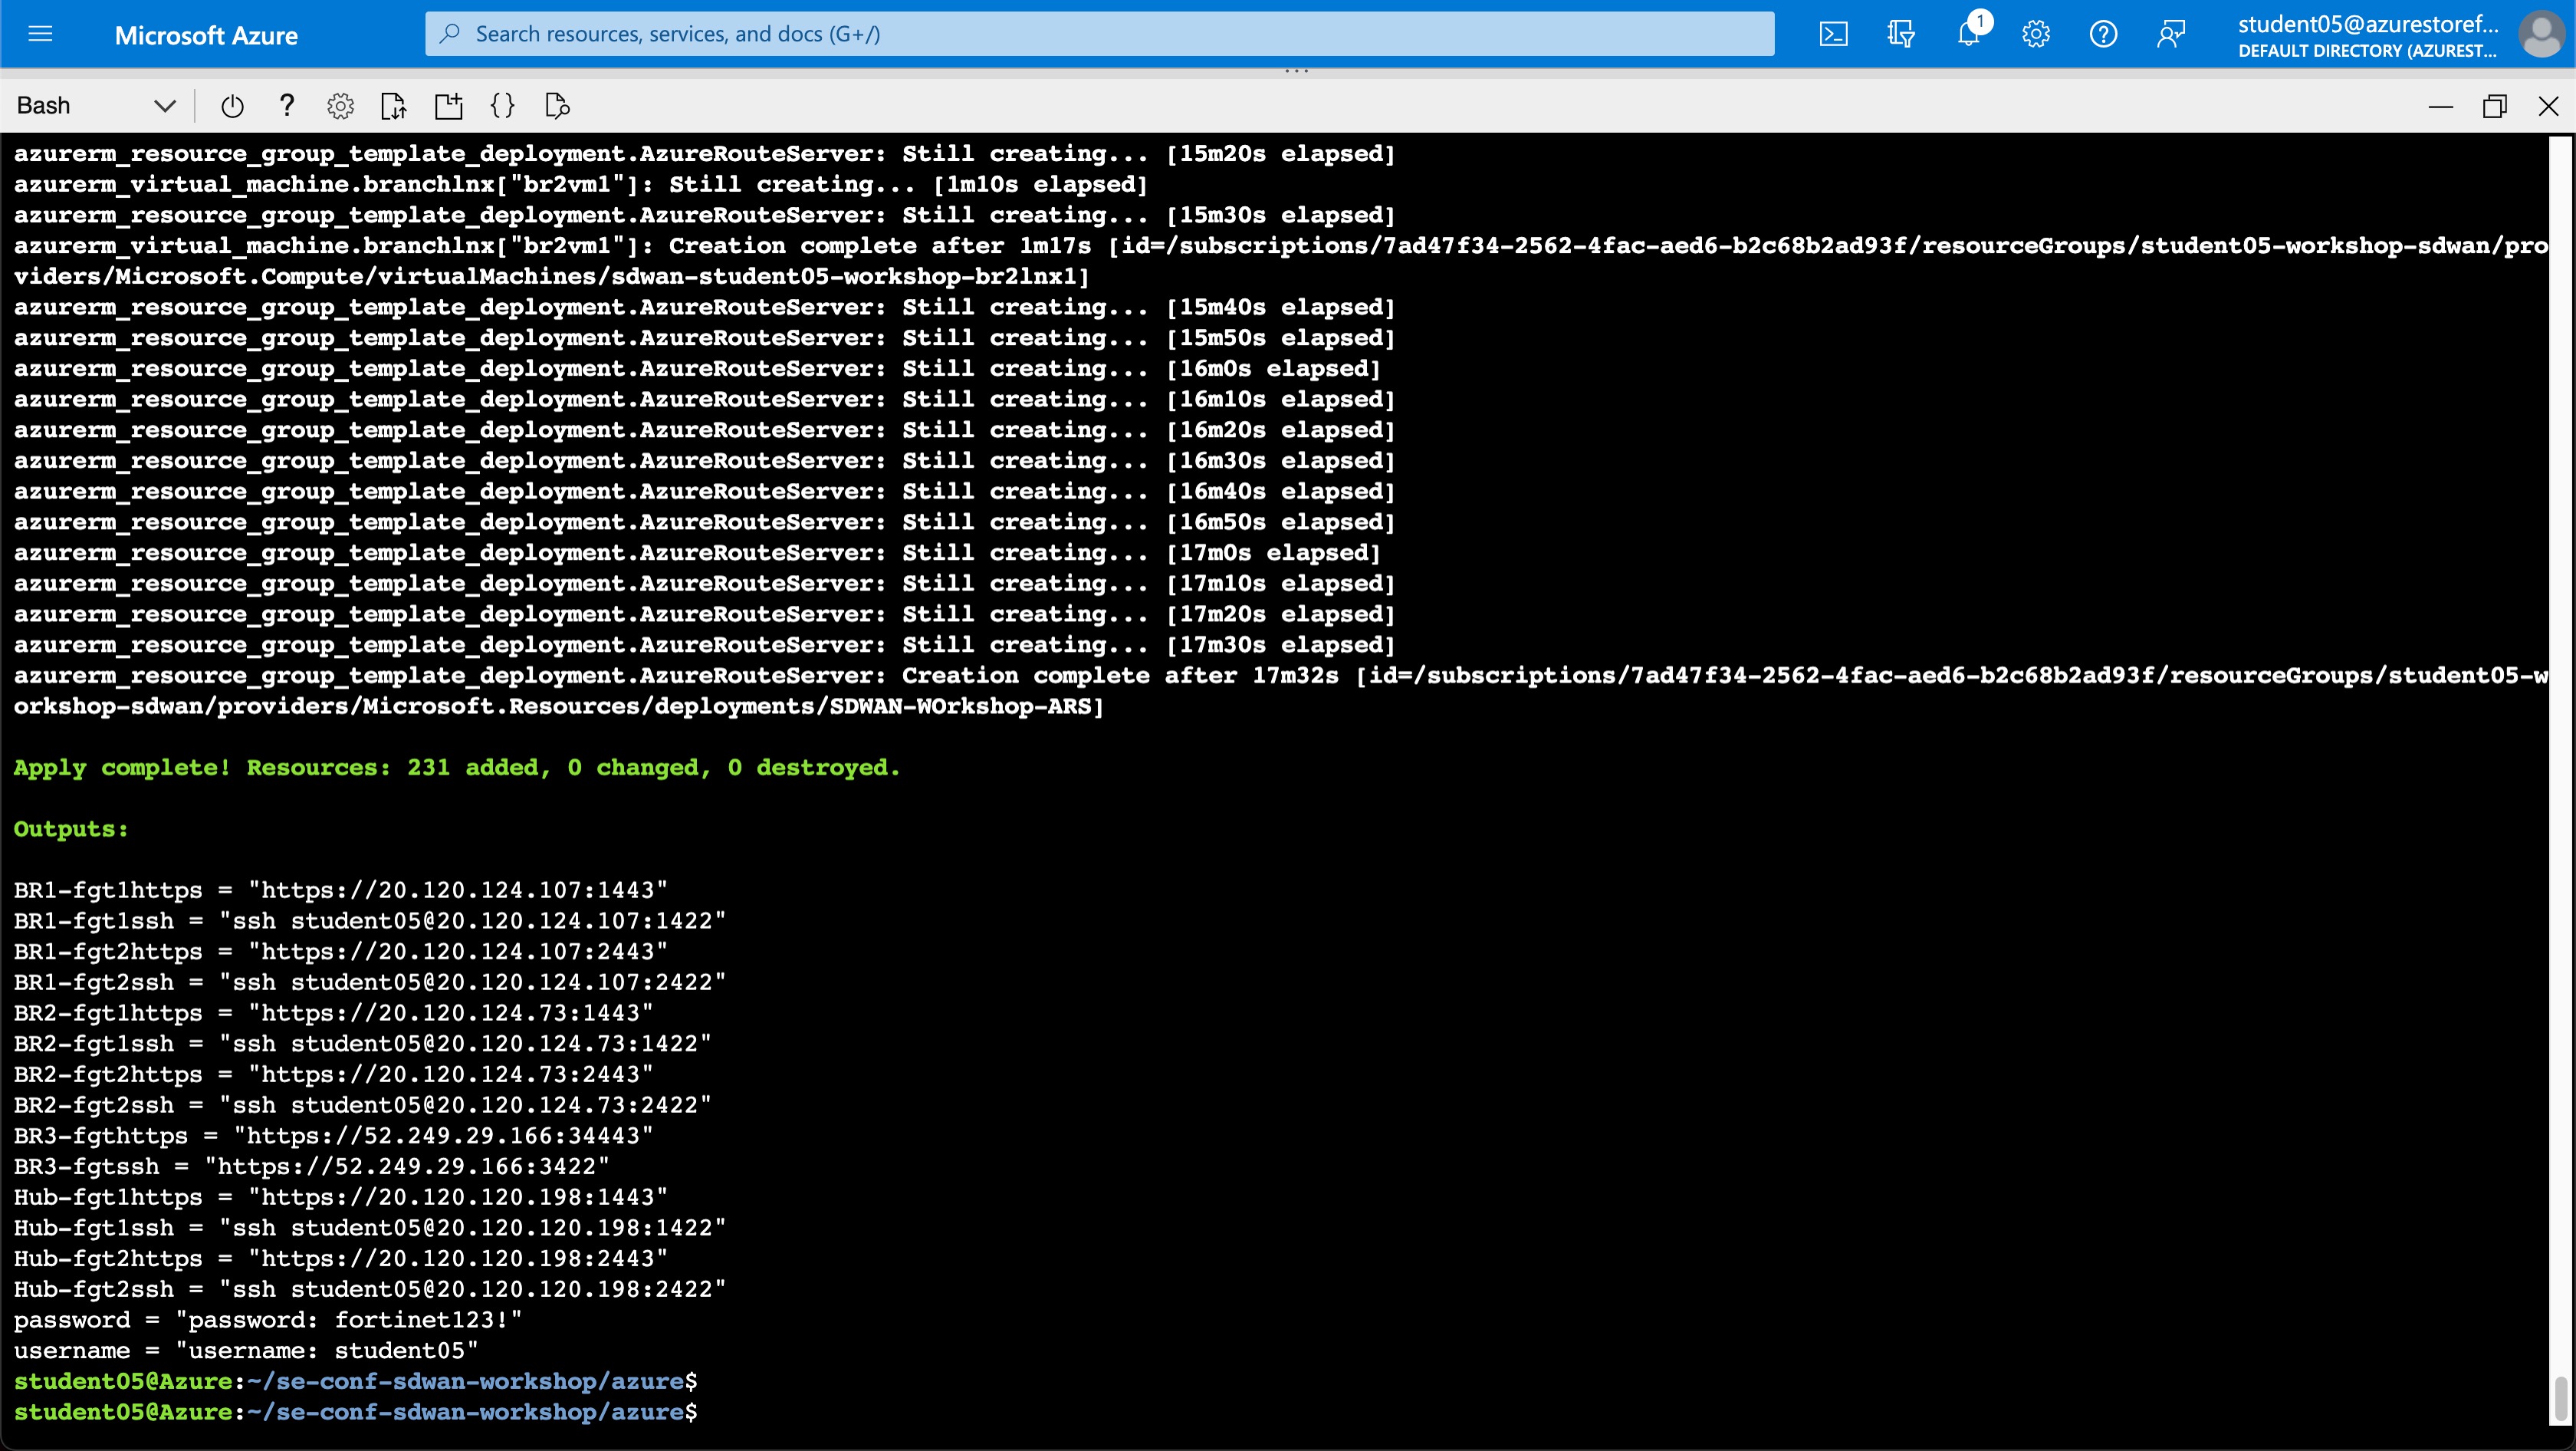 Microsoft Azure
Search resources, services, and docs (G+/)
1
student05@azurestoref...
DEFAULT DIRECTORY (AZUREST...
Bash
azurerm_resource_group_template_deployment.AzureRouteServer: Still creating... [15m20s elapsed]
azurerm_virtual_machine.branchlnx["br2vm1"]: Still creating... [1m10s elapsed]
azurerm_resource_group_template_deployment.AzureRouteServer: Still creating... [15m30s elapsed]
azurerm_virtual_machine.branchlnx["br2vm1"]: Creation complete after 1m17s [id=/subscriptions/7ad47f34-2562-4fac-aed6-b2c68b2ad93f/resourceGroups/student05-workshop-sdwan/pro
viders/Microsoft.Compute/virtualMachines/sdwan-student05-workshop-br2lnx1]
azurerm_resource_group_template_deployment.AzureRouteServer: Still creating... [15m40s elapsed]
azurerm_resource_group_template_deployment.AzureRouteServer: Still creating... [15m50s elapsed]
azurerm_resource_group_template_deployment.AzureRouteServer: Still creating... [16m0s elapsed]
azurerm_resource_group_template_deployment.AzureRouteServer: Still creating... [16m10s elapsed]
azurerm_resource_group_template_deployment.AzureRouteServer: Still creating... [16m20s elapsed]
azurerm_resource_group_template_deployment.AzureRouteServer: Still creating... [16m30s elapsed]
azurerm_resource_group_template_deployment.AzureRouteServer: Still creating... [16m40s elapsed]
azurerm_resource_group_template_deployment.AzureRouteServer: Still creating... [16m50s elapsed]
azurerm_resource_group_template_deployment.AzureRouteServer: Still creating... [17m0s elapsed]
azurerm_resource_group_template_deployment.AzureRouteServer: Still creating... [17m10s elapsed]
azurerm_resource_group_template_deployment.AzureRouteServer: Still creating... [17m20s elapsed]
azurerm_resource_group_template_deployment.AzureRouteServer: Still creating... [17m30s elapsed]
azurerm_resource_group_template_deployment.AzureRouteServer: Creation complete after 17m32s [id=/subscriptions/7ad47f34-2562-4fac-aed6-b2c68b2ad93f/resourceGroups/student05-w
orkshop-sdwan/providers/Microsoft.Resources/deployments/SDWAN-WOrkshop-ARS]
Apply complete! Resources: 231 added, 0 changed, 0 destroyed.
Outputs:
BR1-fgt1https = "https://20.120.124.107:1443"
BR1-fgt1ssh = "ssh student05@20.120.124.107:1422"
BR1-fgt2https = "https://20.120.124.107:2443"
BR1-fgt2ssh = "ssh student05@20.120.124.107:2422"
BR2-fgt1https = "https://20.120.124.73:1443"
BR2-fgt1ssh = "ssh student05@20.120.124.73:1422"
BR2-fgt2https = "https://20.120.124.73:2443"
BR2-fgt2ssh = "ssh student05@20.120.124.73:2422"
BR3-fgthttps = "https://52.249.29.166:34443"
BR3-fgtssh = "https://52.249.29.166:3422"
Hub-fgt1https = "https://20.120.120.198:1443"
Hub-fgt1ssh = "ssh student05@20.120.120.198:1422"
Hub-fgt2https = "https://20.120.120.198:2443"
Hub-fgt2ssh = "ssh student05@20.120.120.198:2422"
password = "password: fortinet123!"
username = "username: student05"
student05@Azure:~/se-conf-sdwan-workshop/azure$
student05@Azure:~/se-conf-sdwan-workshop/azure$